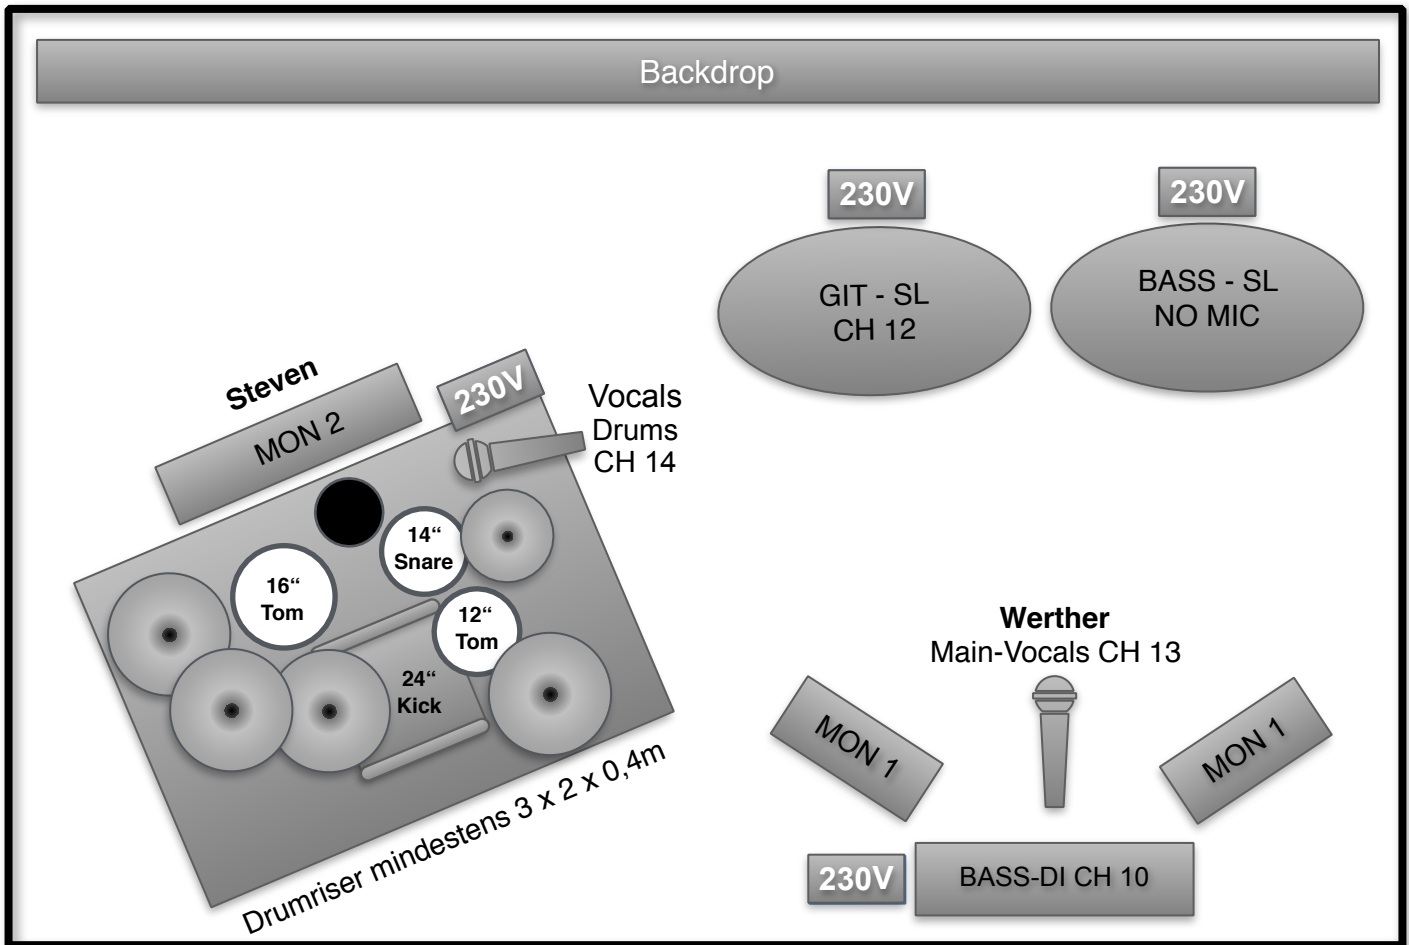 Backdrop
230V
230V
GIT - SL
CH 12
BASS - SL
NO MIC
Steven
MON 2
230V
Vocals
Drums
CH 14
14“
Snare
16“
Tom
12“
Tom
24“
Kick
Drumriser mindestens 3 x 2 x 0,4m
Werther
Main-Vocals CH 13
MON 1
MON 1
230V
BASS-DI CH 10